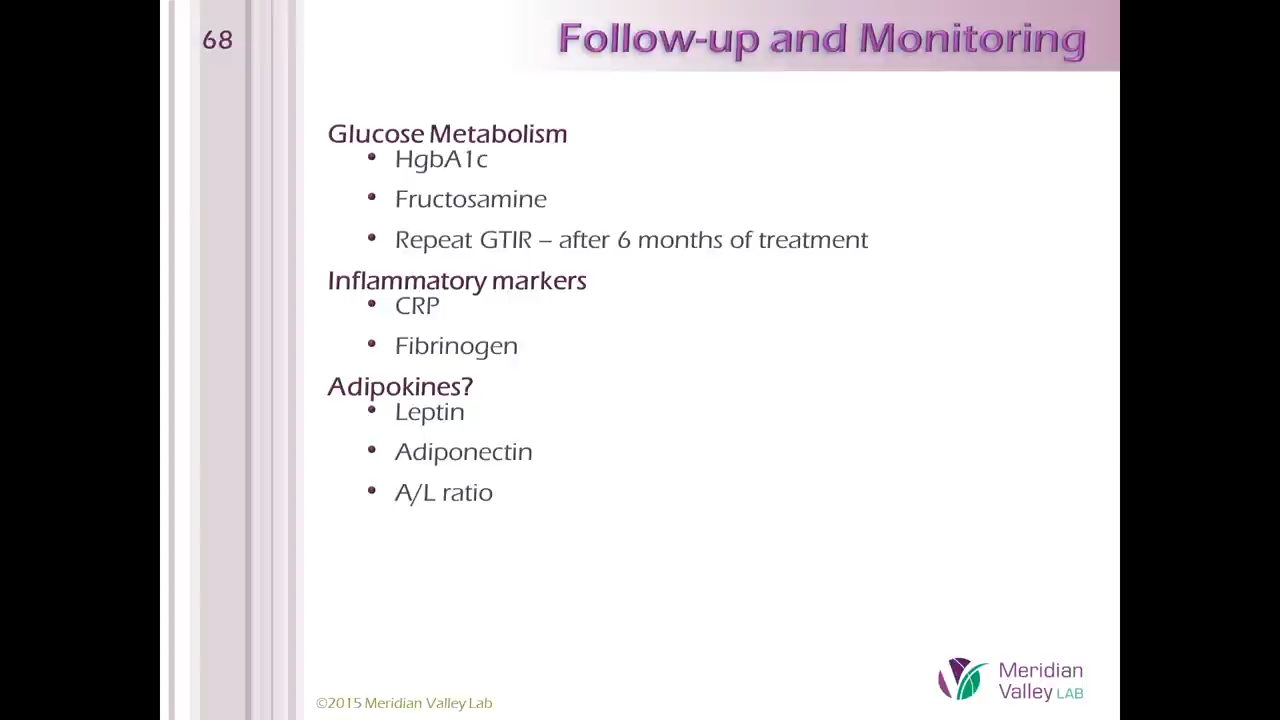 68
Follow-up and Monitoring
Glucose Metabolism
• HgbA1c
• Fructosamine
• Repeat GTIR – after 6 months of treatment
Inflammatory markers
• CRP
• Fibrinogen
Adipokines?
• Leptin
• Adiponectin
• A/L ratio
Meridian
Valley LAB
©2015 Meridian Valley Lab